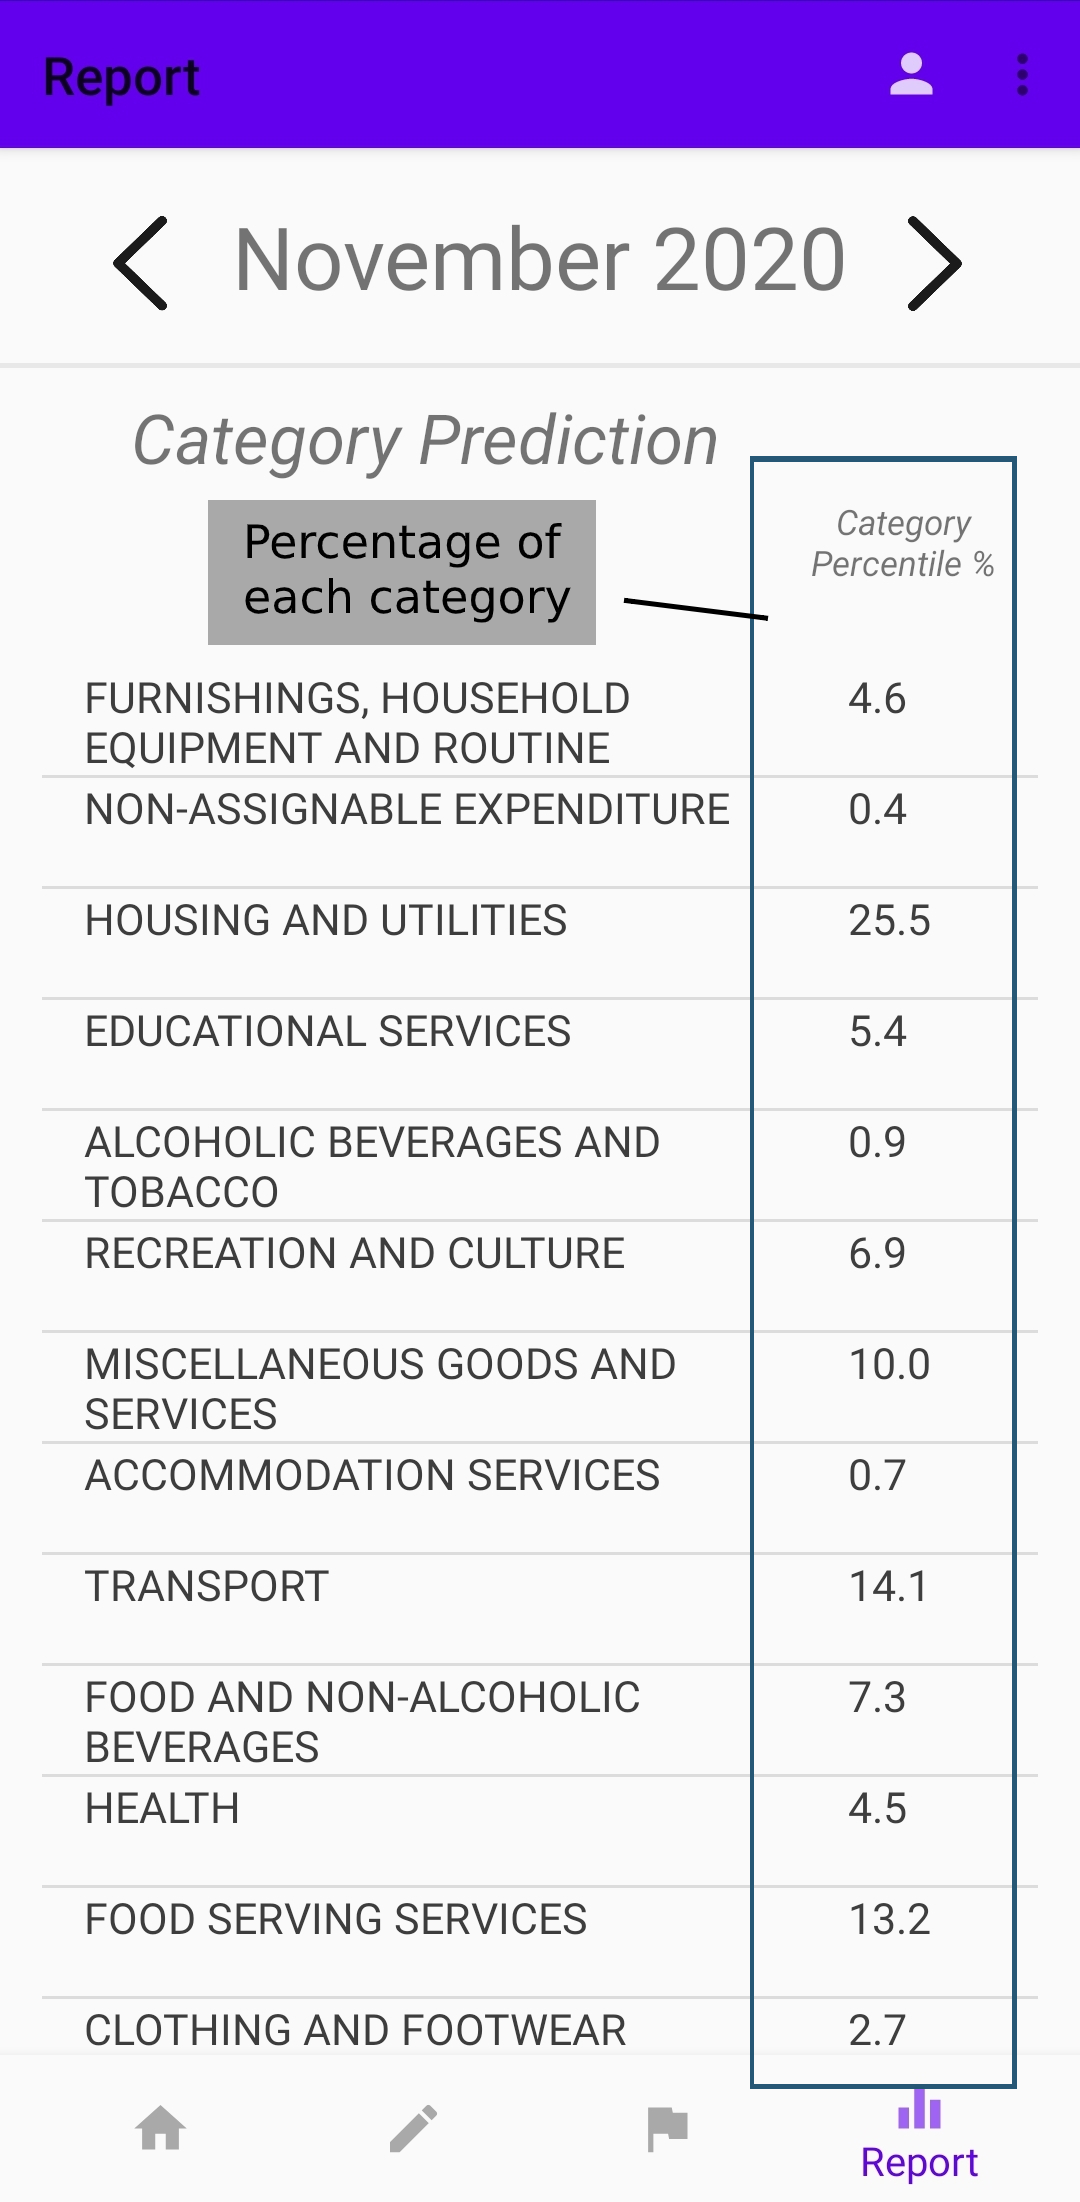 Report
November 2020
Category Prediction
Category
Percentile %
Percentage of
each category
FURNISHINGS, HOUSEHOLD
EQUIPMENT AND ROUTINE
4.6
NON-ASSIGNABLE EXPENDITURE
0.4
HOUSING AND UTILITIES
25.5
EDUCATIONAL SERVICES
5.4
ALCOHOLIC BEVERAGES AND
TOBACCO
0.9
RECREATION AND CULTURE
6.9
MISCELLANEOUS GOODS AND
SERVICES
10.0
ACCOMMODATION SERVICES
0.7
TRANSPORT
14.1
FOOD AND NON-ALCOHOLIC
BEVERAGES
7.3
HEALTH
4.5
FOOD SERVING SERVICES
13.2
CLOTHING AND FOOTWEAR
2.7
Report